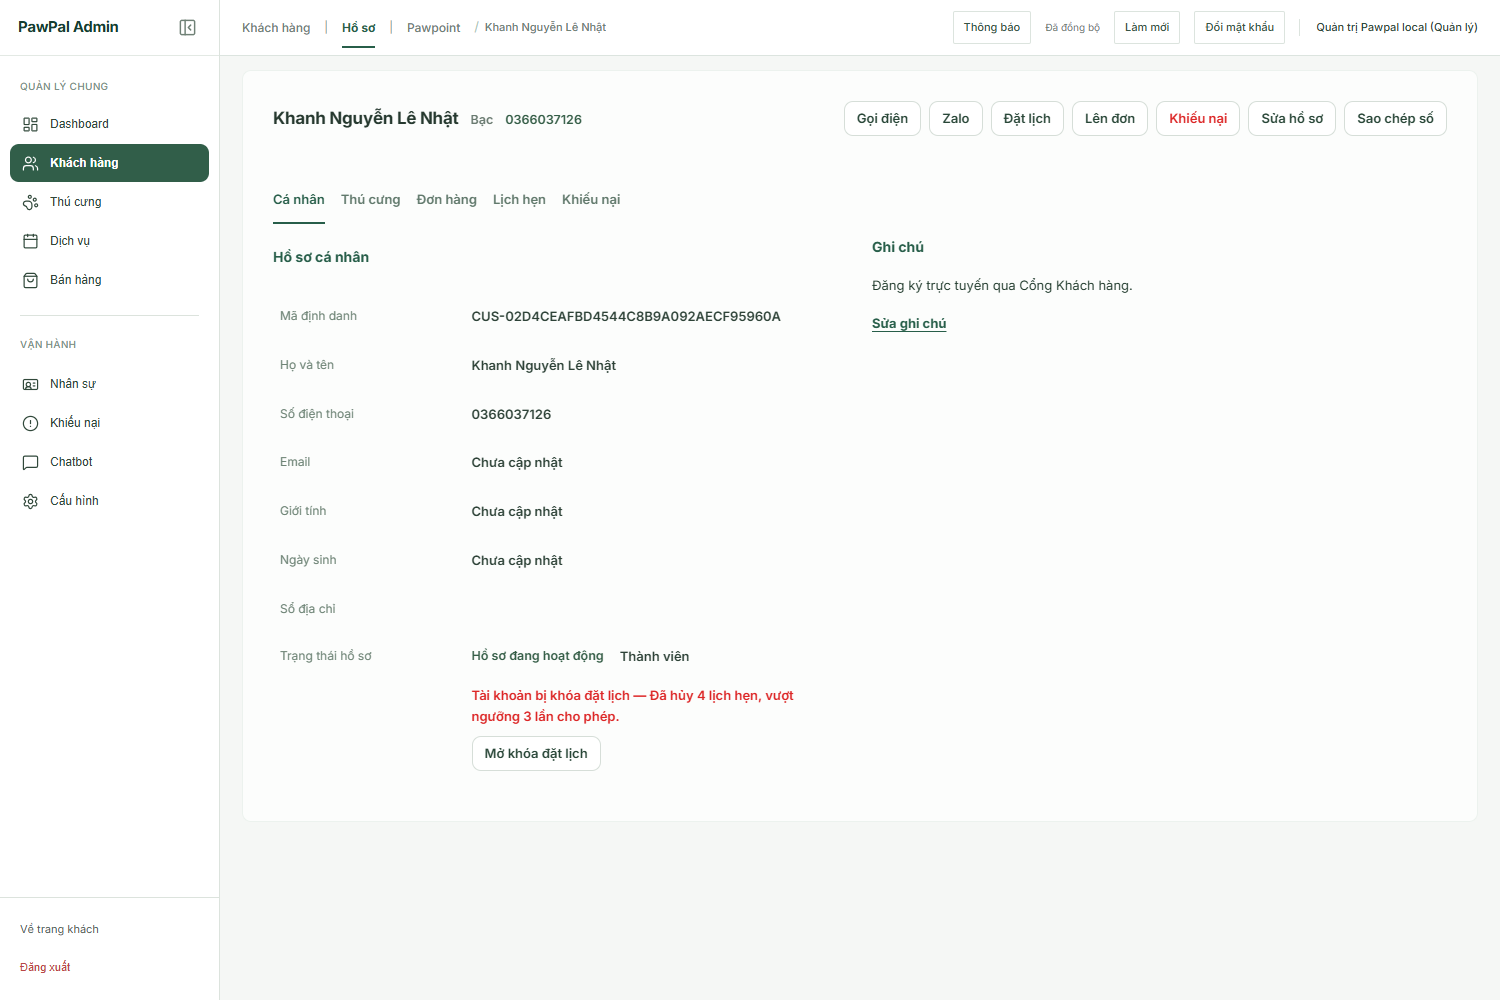 PawPal Admin
Khách hàng | Hồ sơ | Pawpoint / Khanh Nguyễn Lê Nhật
Thông báo Đã đồng bộ Làm mới Đổi mật khẩu Quản trị Pawpal local (Quản lý)
QUẢN LÝ CHUNG
Dashboard
Khách hàng
Thú cưng
Dịch vụ
Bán hàng
VẬN HÀNH
Nhân sự
Khiếu nại
Chatbot
Cấu hình
Về trang khách
Đăng xuất
Khanh Nguyễn Lê Nhật Bạc 0366037126
Gọi điện Zalo Đặt lịch Lên đơn Khiếu nại Sửa hồ sơ Sao chép số
Cá nhân Thú cưng Đơn hàng Lịch hẹn Khiếu nại
Hồ sơ cá nhân
Mã định danh CUS-02D4CEAFBD4544C8B9A092AECF95960A
Họ và tên Khanh Nguyễn Lê Nhật
Số điện thoại 0366037126
Email Chưa cập nhật
Giới tính Chưa cập nhật
Ngày sinh Chưa cập nhật
Sổ địa chỉ
Trạng thái hồ sơ Hồ sơ đang hoạt động Thành viên
Tài khoản bị khóa đặt lịch — Đã hủy 4 lịch hẹn, vượt
ngưỡng 3 lần cho phép.
Mở khóa đặt lịch
Ghi chú
Đăng ký trực tuyến qua Cổng Khách hàng.
Sửa ghi chú